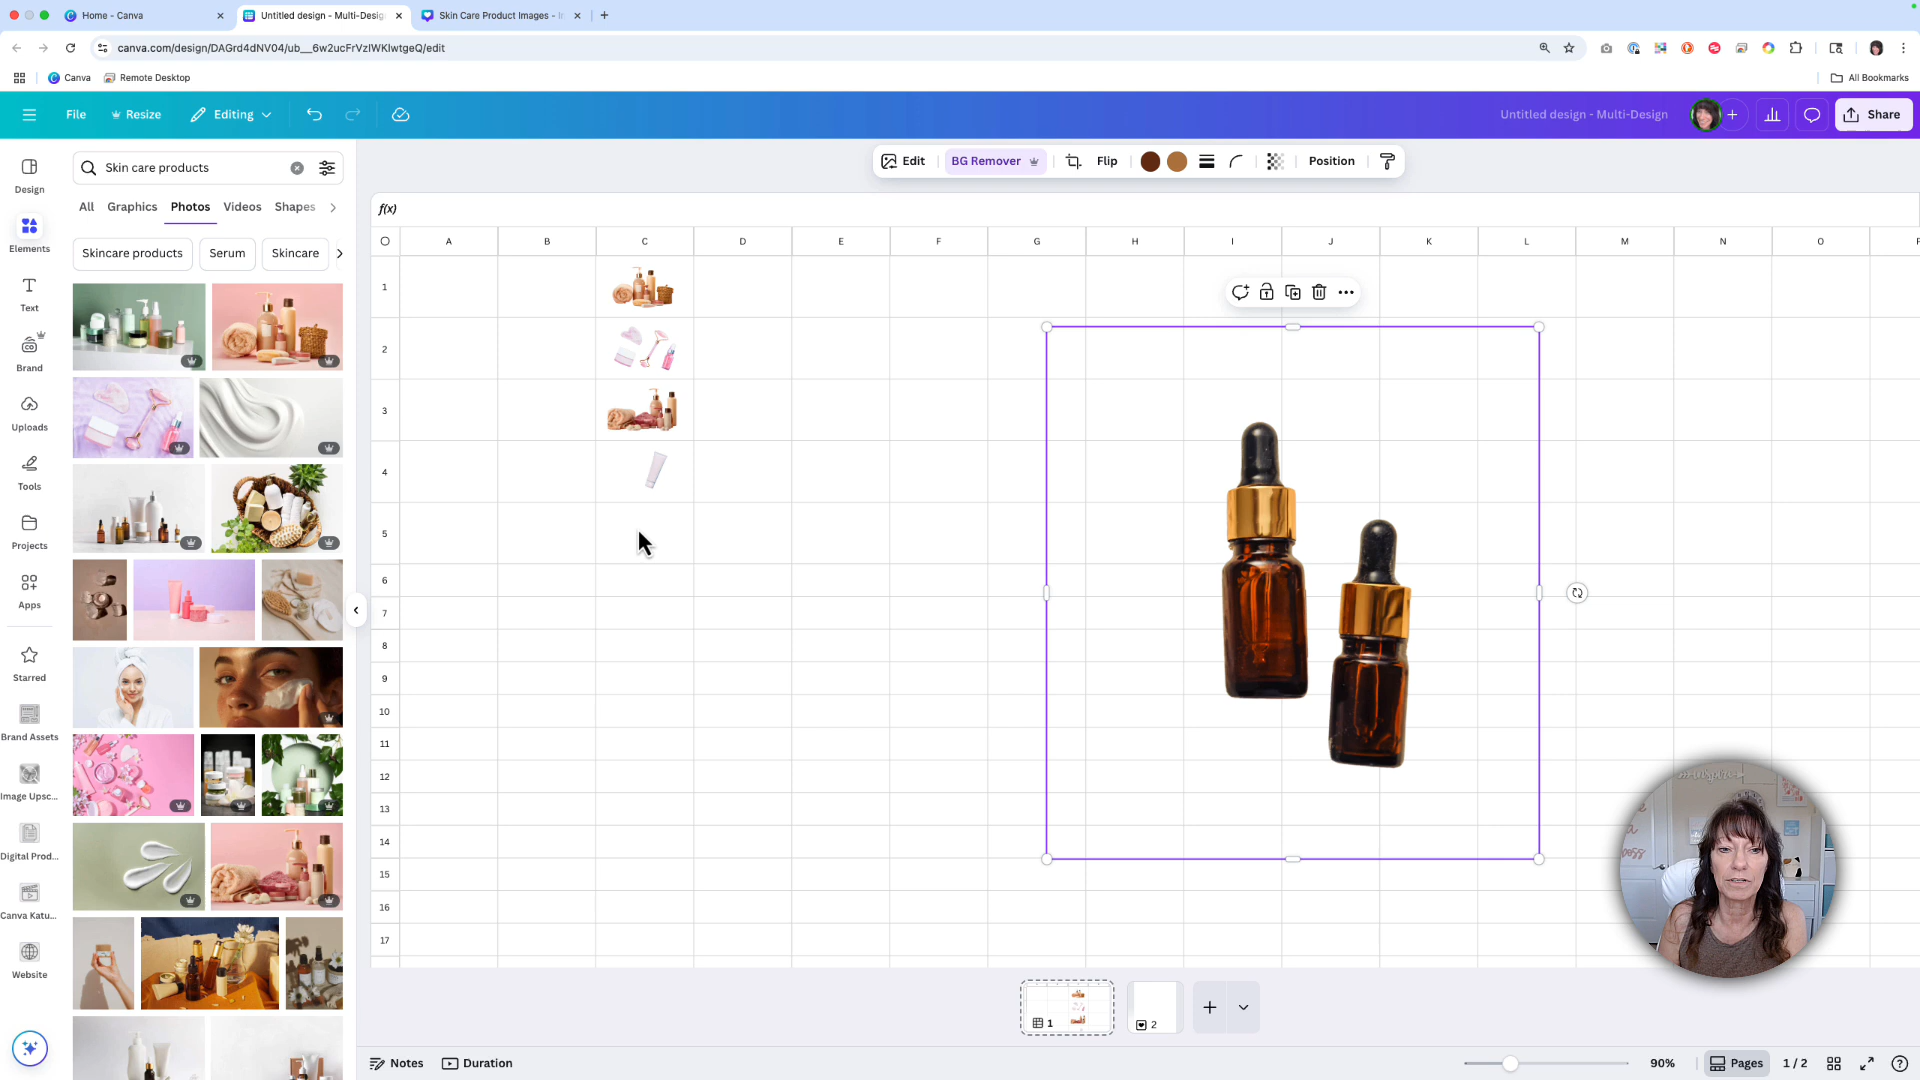 Home - Canva
Untitled design - Multi-Desig
Skin Care Product Images - I
canva.com/design/DAGrd4dNV04/ub__6w2ucFrVzIWKlwtgeQ/edit
Canva
Remote Desktop
All Bookmarks
File
Resize
Editing
Untitled design - Multi-Design
Share
Design
Elements
Text
Brand
Uploads
Tools
Projects
Apps
Starred
Brand Assets
Image Upsc...
Digital Prod...
Canva Katu...
Website
Skin care products
All Graphics Photos Videos Shapes
Skincare products Serum Skincare
Edit BG Remover Flip Position
f(x)
A B C D E F G H I J K L M N O
1
2
3
4
5
6
7
8
9
10
11
12
13
14
15
16
17
1
2
Notes Duration
90% Pages 1 / 2